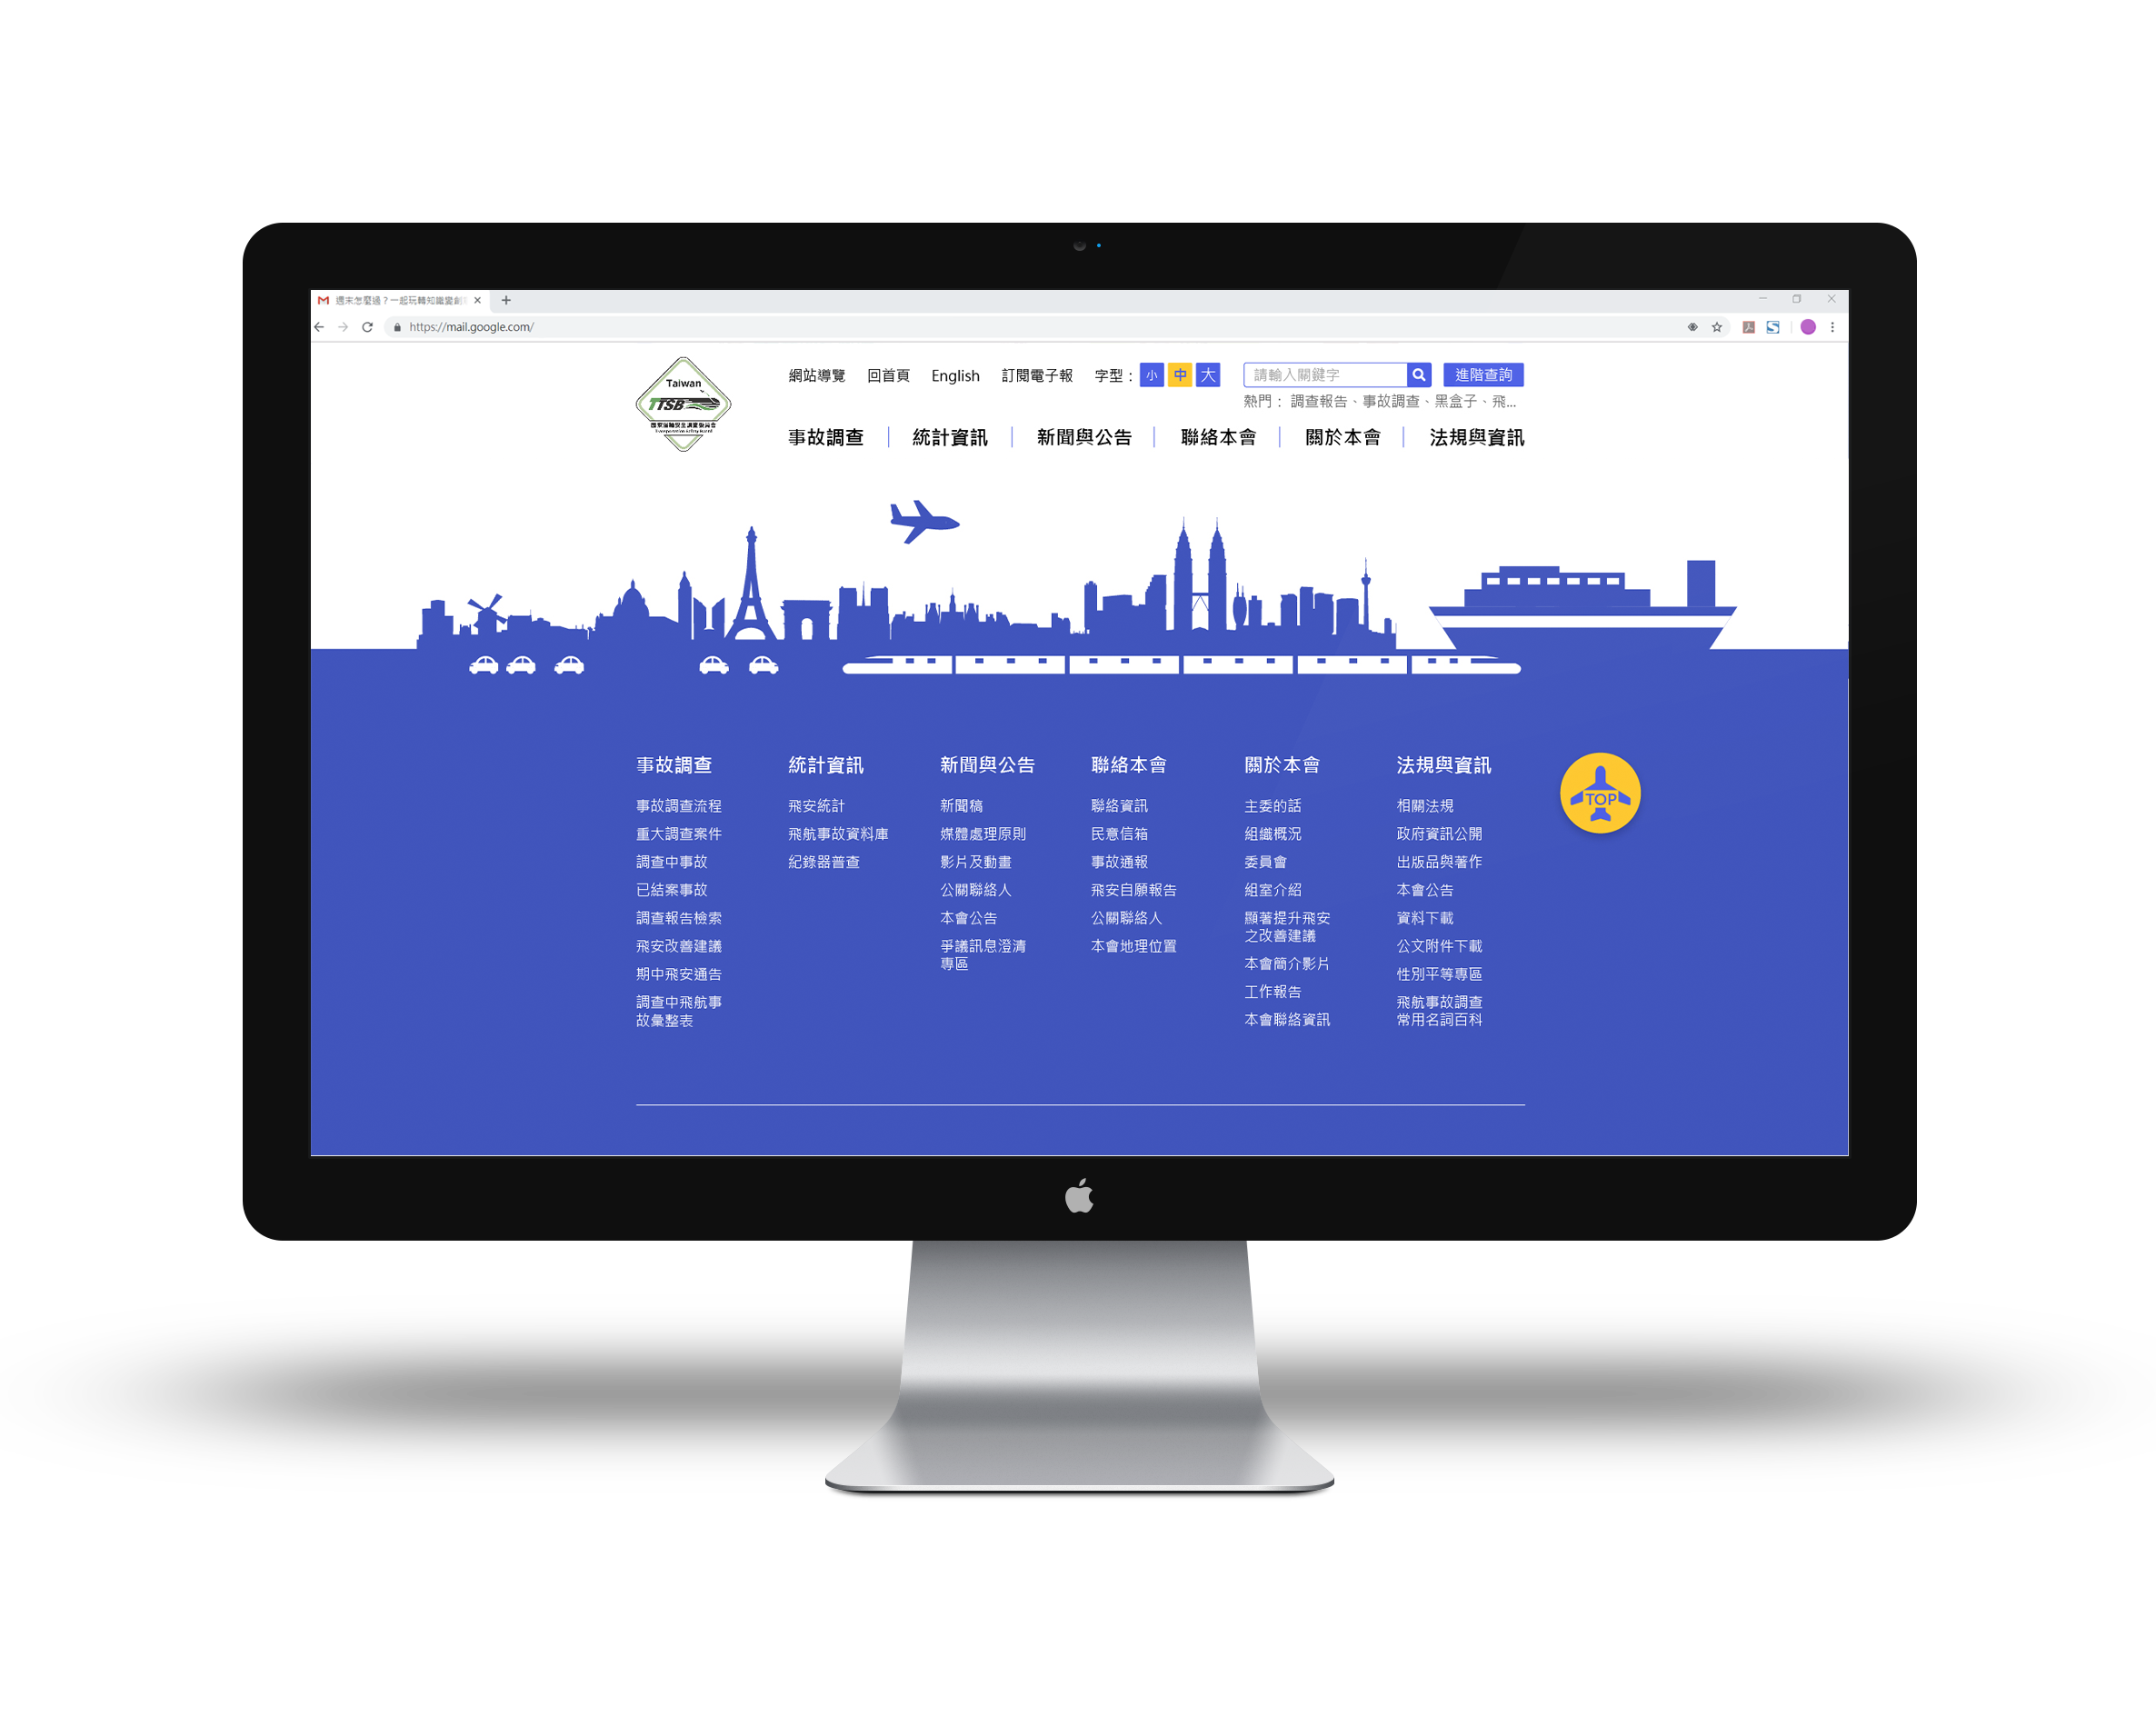 週末怎麼過？一起玩轉知識變創
https://mail.google.com/
Taiwan
TTSB
國家運輸安全調查委員會
Transportation Safety Board
網站導覽 回首頁 English 訂閱電子報 字型： 小 中 大 請輸入關鍵字 進階查詢
熱門： 調查報告、事故調查、黑盒子、飛...
事故調查 統計資訊 新聞與公告 聯絡本會 關於本會 法規與資訊
事故調查
事故調查流程
重大調查案件
調查中事故
已結案事故
調查報告檢索
飛安改善建議
期中飛安通告
調查中飛航事
故彙整表
統計資訊
飛安統計
飛航事故資料庫
紀錄器普查
新聞與公告
新聞稿
媒體處理原則
影片及動畫
公關聯絡人
本會公告
爭議訊息澄清
專區
聯絡本會
聯絡資訊
民意信箱
事故通報
飛安自願報告
公關聯絡人
本會地理位置
關於本會
主委的話
組織概況
委員會
組室介紹
顯著提升飛安
之改善建議
本會簡介影片
工作報告
本會聯絡資訊
法規與資訊
相關法規
政府資訊公開
出版品與著作
本會公告
資料下載
公文附件下載
性別平等專區
飛航事故調查
常用名詞百科
TOP